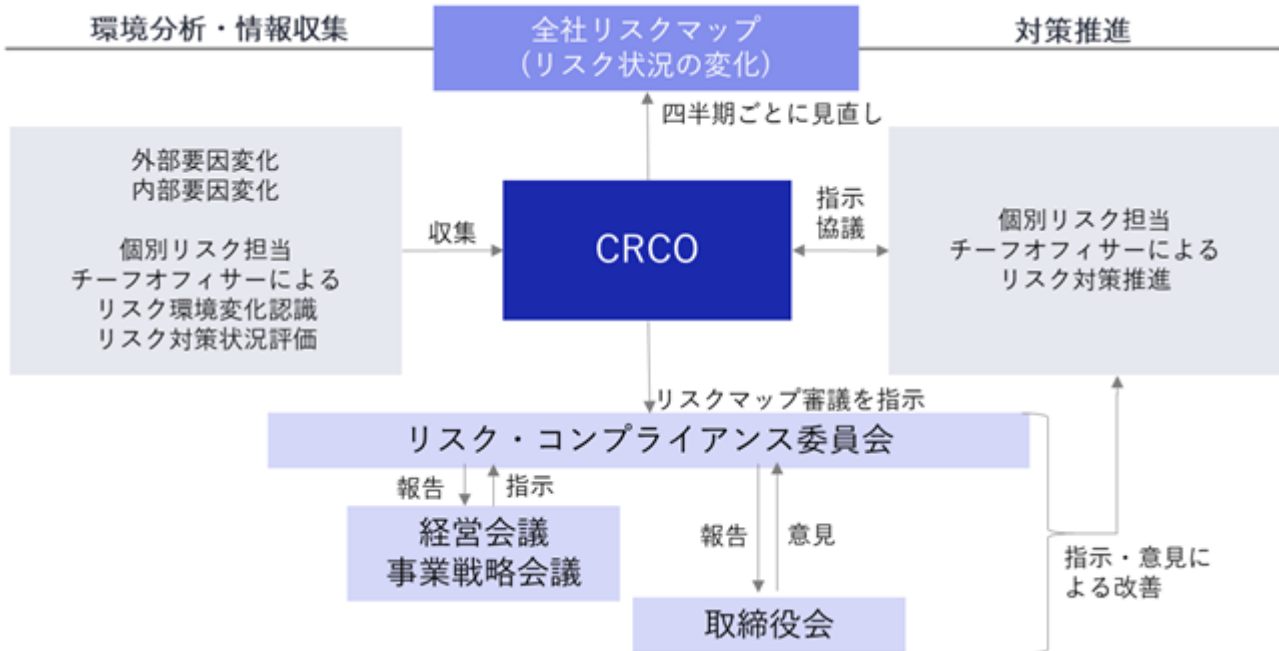 環境分析・情報収集
全社リスクマップ
(リスク状況の変化)
対策推進
四半期ごとに見直し
外部要因変化
内部要因変化
個別リスク担当
チーフオフィサーによる
リスク環境変化認識
リスク対策状況評価
収集
CRCO
指示
協議
個別リスク担当
チーフオフィサーによる
リスク対策推進
リスクマップ審議を指示
リスク・コンプライアンス委員会
報告
指示
経営会議
事業戦略会議
報告
意見
取締役会
指示・意見に
よる改善